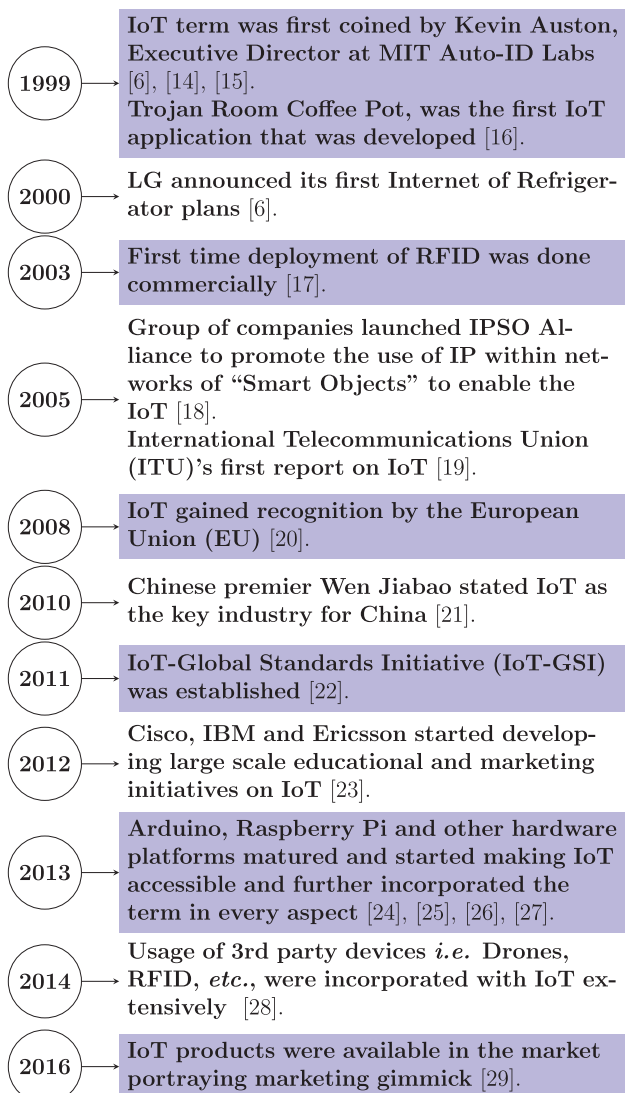 1999
IoT term was first coined by Kevin Auston,
Executive Director at MIT Auto-ID Labs
[6], [14], [15].
Trojan Room Coffee Pot, was the first IoT
application that was developed [16].
2000
LG announced its first Internet of Refriger-
ator plans [6].
2003
First time deployment of RFID was done
commercially [17].
2005
Group of companies launched IPSO Al-
liance to promote the use of IP within net-
works of “Smart Objects” to enable the
IoT [18].
International Telecommunications Union
(ITU)’s first report on IoT [19].
2008
IoT gained recognition by the European
Union (EU) [20].
2010
Chinese premier Wen Jiabao stated IoT as
the key industry for China [21].
2011
IoT-Global Standards Initiative (IoT-GSI)
was established [22].
2012
Cisco, IBM and Ericsson started develop-
ing large scale educational and marketing
initiatives on IoT [23].
2013
Arduino, Raspberry Pi and other hardware
platforms matured and started making IoT
accessible and further incorporated the
term in every aspect [24], [25], [26], [27].
2014
Usage of 3rd party devices i.e. Drones,
RFID, etc., were incorporated with IoT ex-
tensively [28].
2016
IoT products were available in the market
portraying marketing gimmick [29].